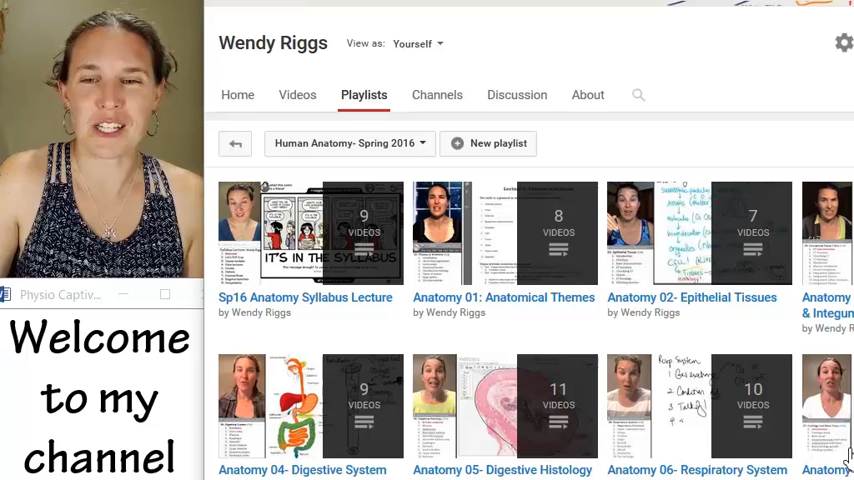 Wendy Riggs
View as: Yourself
Home Videos Playlists Channels Discussion About
Human Anatomy- Spring 2016
New playlist
9 VIDEOS
IT'S IN THE SYLLABUS
8 VIDEOS
7 VIDEOS
Sp16 Anatomy Syllabus Lecture
by Wendy Riggs
Anatomy 01: Anatomical Themes
by Wendy Riggs
Anatomy 02- Epithelial Tissues
by Wendy Riggs
Anatomy
& Integun
by Wendy R
Physio Captiv...
Welcome
to my
channel
9 VIDEOS
11 VIDEOS
Resp System
10 VIDEOS
Anatomy 04- Digestive System
Anatomy 05- Digestive Histology
Anatomy 06- Respiratory System
Anatomy